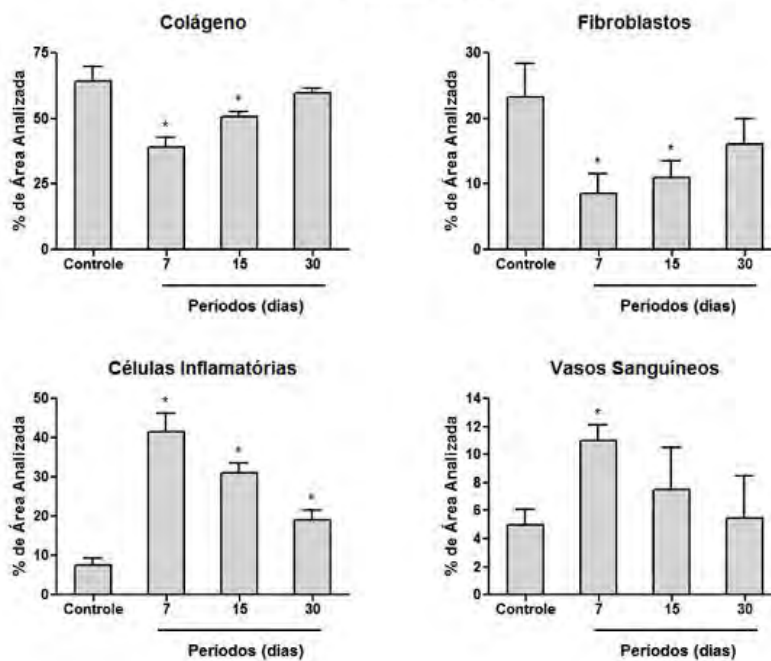 Colágeno
75
50
25
0
% de Área Analizada
*
*
Controle 7 15 30
Períodos (dias)
Fibroblastos
30
20
10
0
% de Área Analizada
*
*
Controle 7 15 30
Períodos (dias)
Células Inflamatórias
50
40
30
20
10
0
% de Área Analizada
*
*
*
Controle 7 15 30
Períodos (dias)
Vasos Sanguíneos
14
12
10
8
6
4
2
0
% de Área Analizada
*
Controle 7 15 30
Períodos (dias)